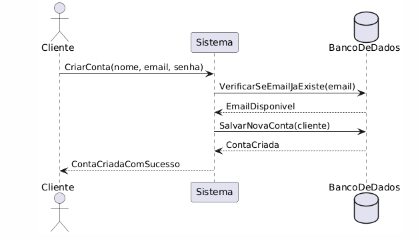 Cliente
Sistema
BancoDeDados
CriarConta(nome, email, senha)
VerificarSeEmailJaExiste(email)
EmailDisponivel
SalvarNovaConta(cliente)
ContaCriada
ContaCriadaComSucesso
Cliente
Sistema
BancoDeDados